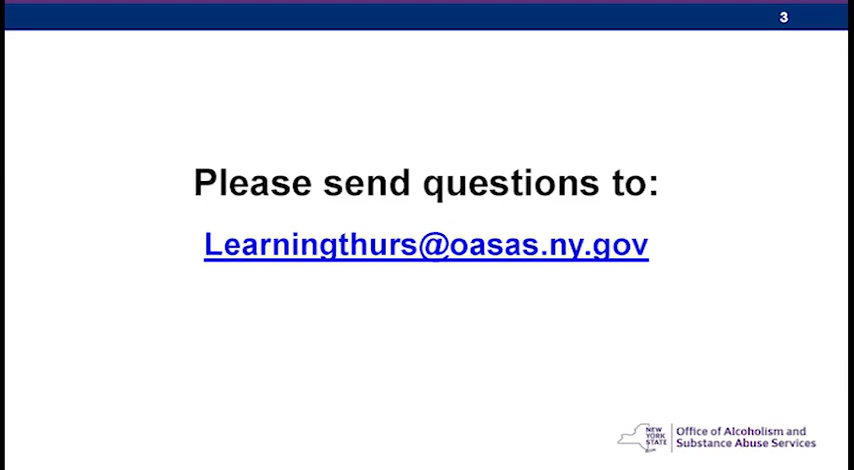 3
Please send questions to:
Learningthurs@oasas.ny.gov
NEW
YORK
STATE
Office of Alcoholism and
Substance Abuse Services